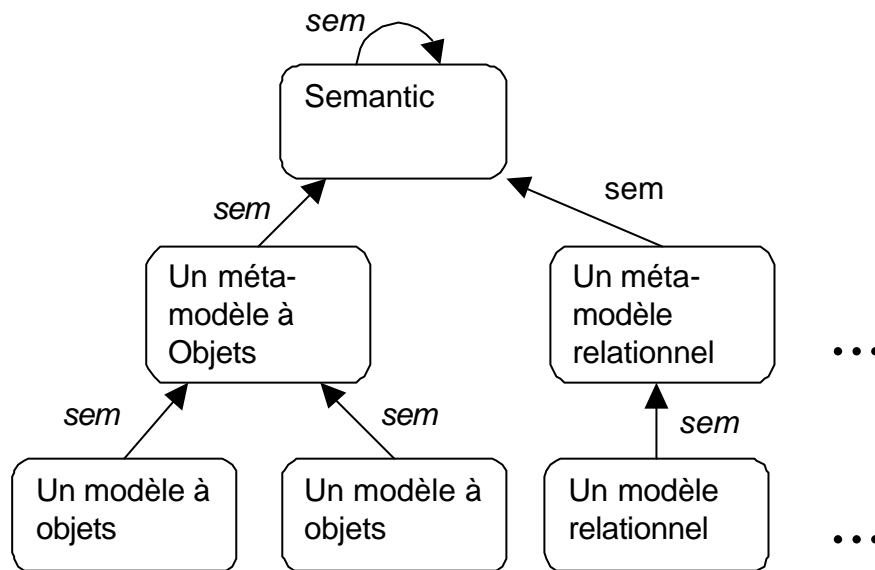 sem
Semantic
sem
sem
Un méta-
modèle à
Objets
Un méta-
modèle
relationnel
...
sem
sem
sem
Un modèle à
objets
Un modèle à
objets
Un modèle
relationnel
...